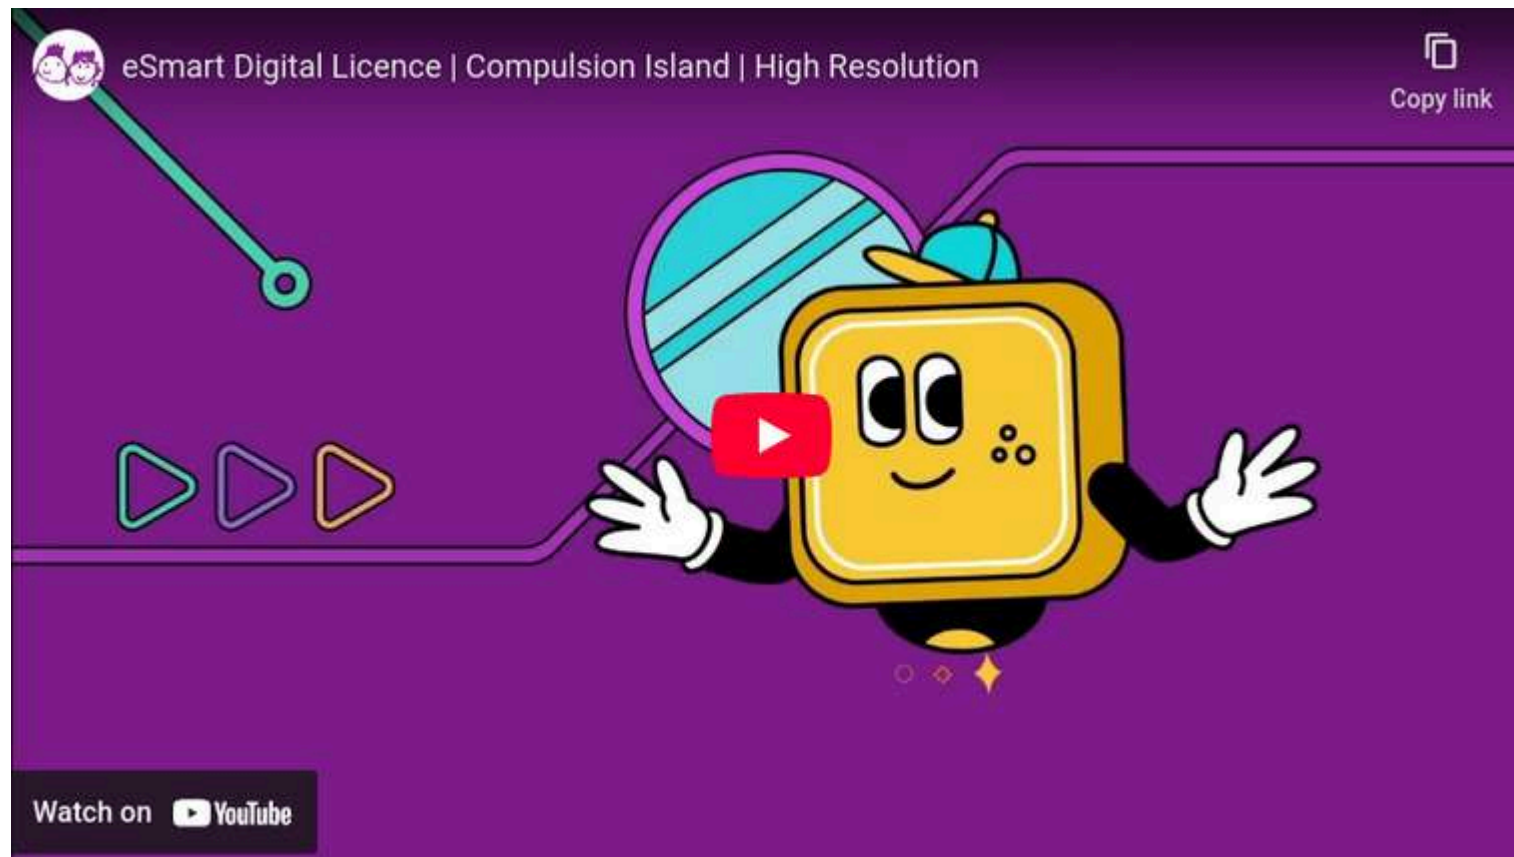 eSmart Digital Licence | Compulsion Island | High Resolution
Copy link
Watch on YouTube